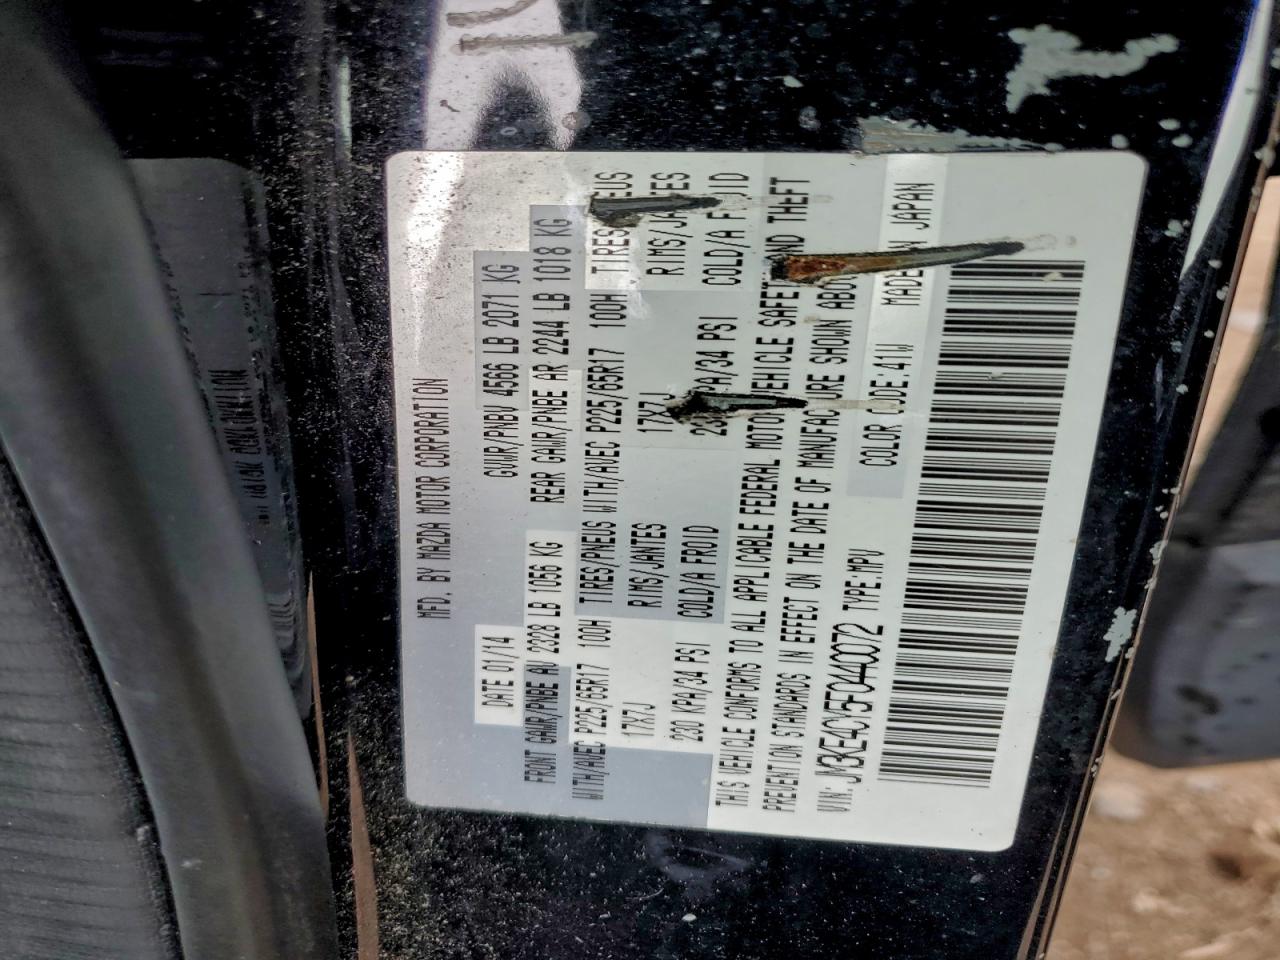 MFD. BY MAZDA MOTOR CORPORATION
DATE 01/14 GVWR/PNBV 4566 LB 2071 KG
FRONT GAWR/PNBE AV 2328 LB 1056 KG REAR GAWR/PNBE AR 2244 LB 1018 KG
WITH/AVEC P225/65R17 100H TIRES/PNEUS WITH/AVEC P225/65R17 100H TIRES
17X7J RIMS/JANTES 17X7J RIMS/
230 KPA/34 PSI COLD/A FROID /34 PSI COLD/A
THIS VEHICLE CONFORMS TO ALL APPLICABLE FEDERAL MOTOR VEHICLE SAFETY AND THEFT
PREVENTION STANDARDS IN EFFECT ON THE DATE OF MANUFACTURE SHOWN ABOVE
VIN: JM3KE4CY5F0440072 TYPE:MPV COLOR CODE 41W MADE IN JAPAN